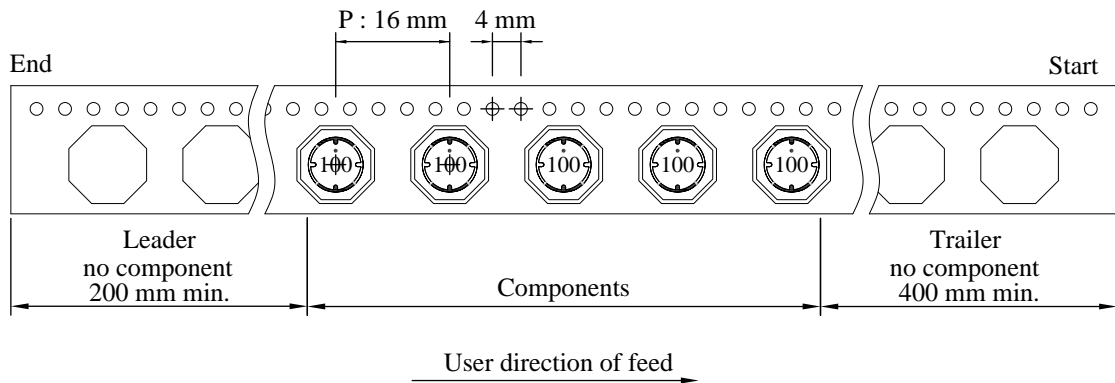 P : 16 mm
4 mm
End
Start
100
100
100
100
100
Leader
no component
200 mm min.
Components
Trailer
no component
400 mm min.
User direction of feed